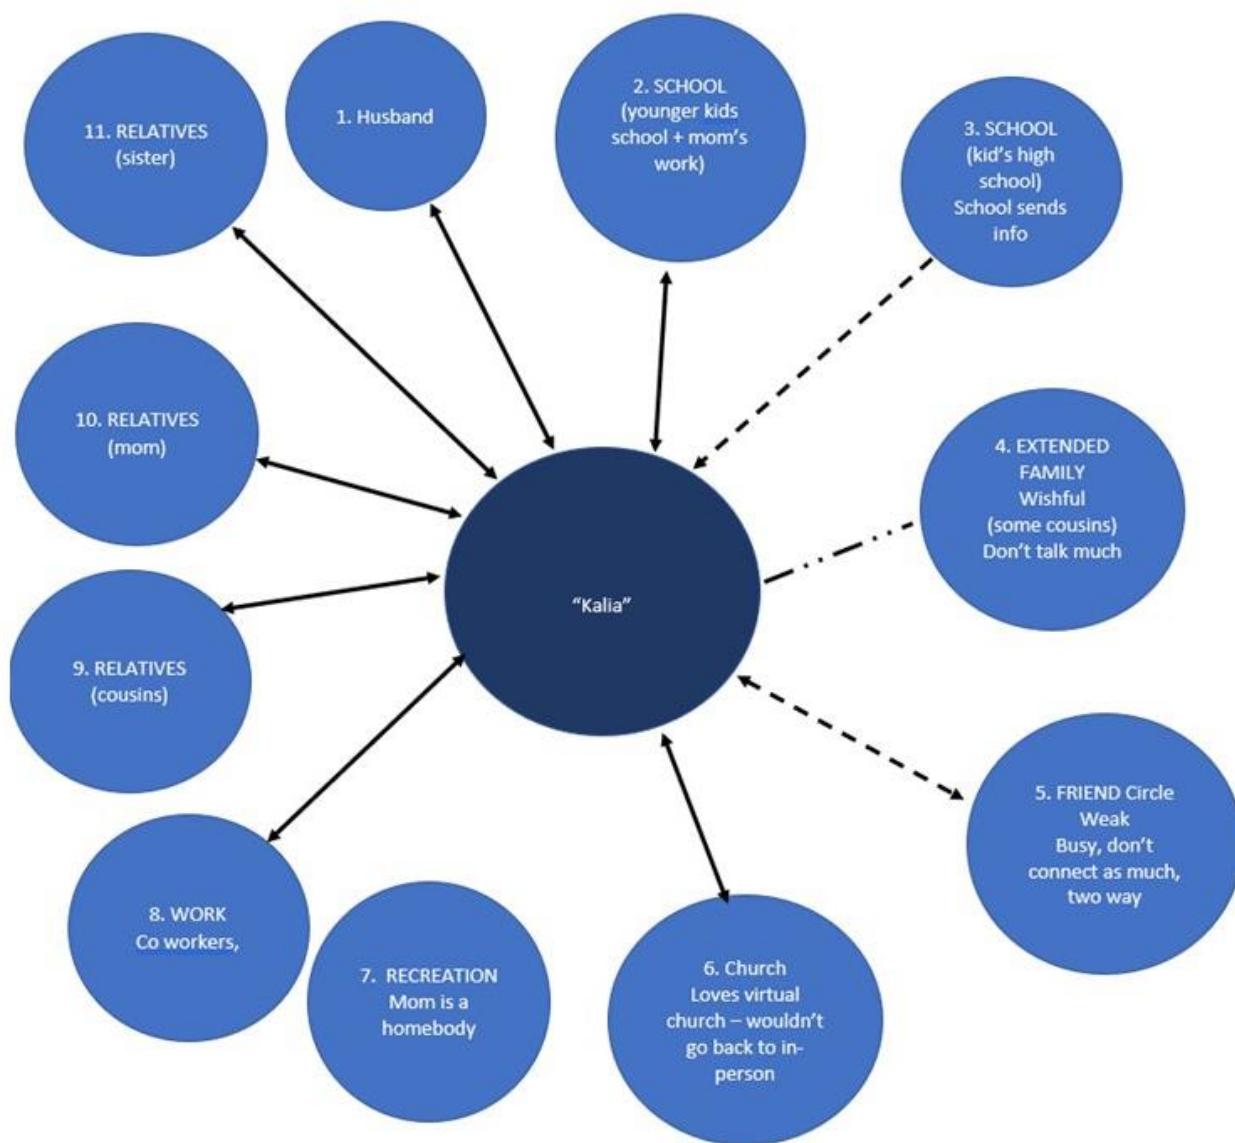 1. Husband
2. SCHOOL
(younger kids
school + mom’s
work)
3. SCHOOL
(kid’s high
school)
School sends
info
4. EXTENDED
FAMILY
Wishful
(some cousins)
Don’t talk much
5. FRIEND Circle
Weak
Busy, don’t
connect as much,
two way
6. Church
Loves virtual
church – wouldn’t
go back to in-
person
7. RECREATION
Mom is a
homebody
8. WORK
Co workers,
9. RELATIVES
(cousins)
10. RELATIVES
(mom)
11. RELATIVES
(sister)
“Kalia”